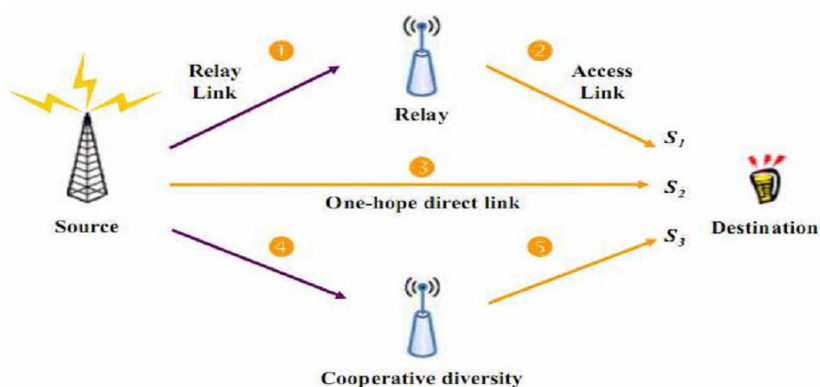 1
2
Relay
Link
Access
Link
Relay
S1
3
S2
One-hope direct link
Source
Destination
S3
4
5
Cooperative diversity